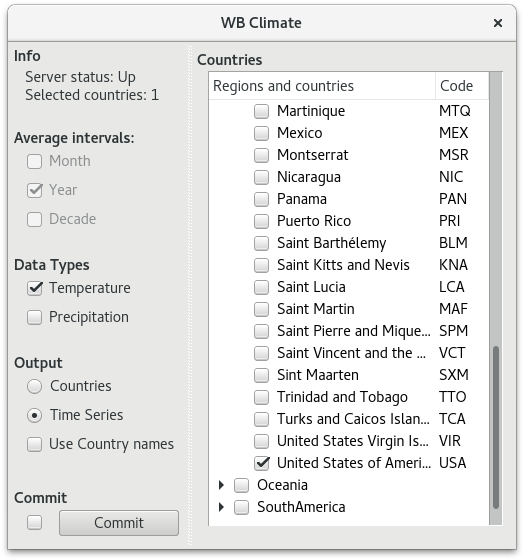 WB Climate
Info
Server status: Up
Selected countries: 1
Average intervals:
Month
Year
Decade
Data Types
Temperature
Precipitation
Output
Countries
Time Series
Use Country names
Commit
Commit
Countries
Regions and countries Code
Martinique MTQ
Mexico MEX
Montserrat MSR
Nicaragua NIC
Panama PAN
Puerto Rico PRI
Saint Barthélemy BLM
Saint Kitts and Nevis KNA
Saint Lucia LCA
Saint Martin MAF
Saint Pierre and Mique... SPM
Saint Vincent and the ... VCT
Sint Maarten SXM
Trinidad and Tobago TTO
Turks and Caicos Islan... TCA
United States Virgin Is... VIR
United States of Ameri... USA
Oceania
SouthAmerica